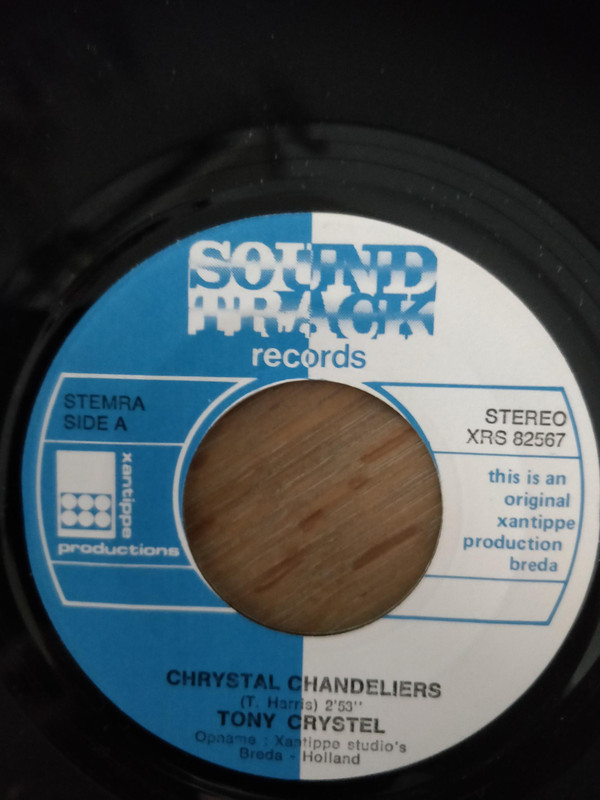 SOUND
TRACK
records
STEMRA
SIDE A
xantippe
productions
STEREO
XRS 82567
this is an
original
xantippe
production
breda
CHRYSTAL CHANDELIERS
(T. Harris) 2'53"
TONY CRYSTEL
Opname : Xantippe studio's
Breda - Holland